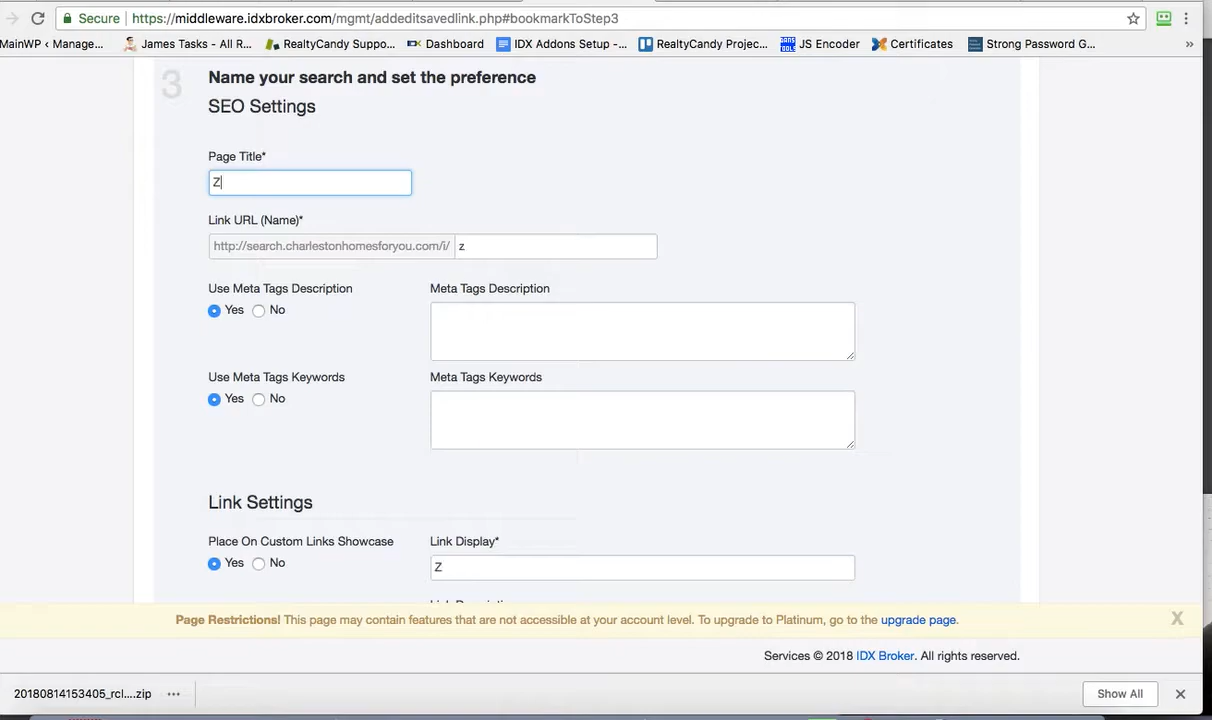 Secure https://middleware.idxbroker.com/mgmt/addeditsavedlink.php#bookmarkToStep3
MainWP ‹ Manage... James Tasks - All R... RealtyCandy Suppo... Dashboard IDX Addons Setup -... RealtyCandy Projec... JS Encoder Certificates Strong Password G... »
3 Name your search and set the preference
SEO Settings
Page Title*
Z
Link URL (Name)*
http://search.charlestonhomesforyou.com/i/ z
Use Meta Tags Description Meta Tags Description
Yes No
Use Meta Tags Keywords Meta Tags Keywords
Yes No
Link Settings
Place On Custom Links Showcase Link Display*
Yes No Z
Page Restrictions! This page may contain features that are not accessible at your account level. To upgrade to Platinum, go to the upgrade page. X
Services © 2018 IDX Broker. All rights reserved.
20180814153405_rcl....zip ... Show All